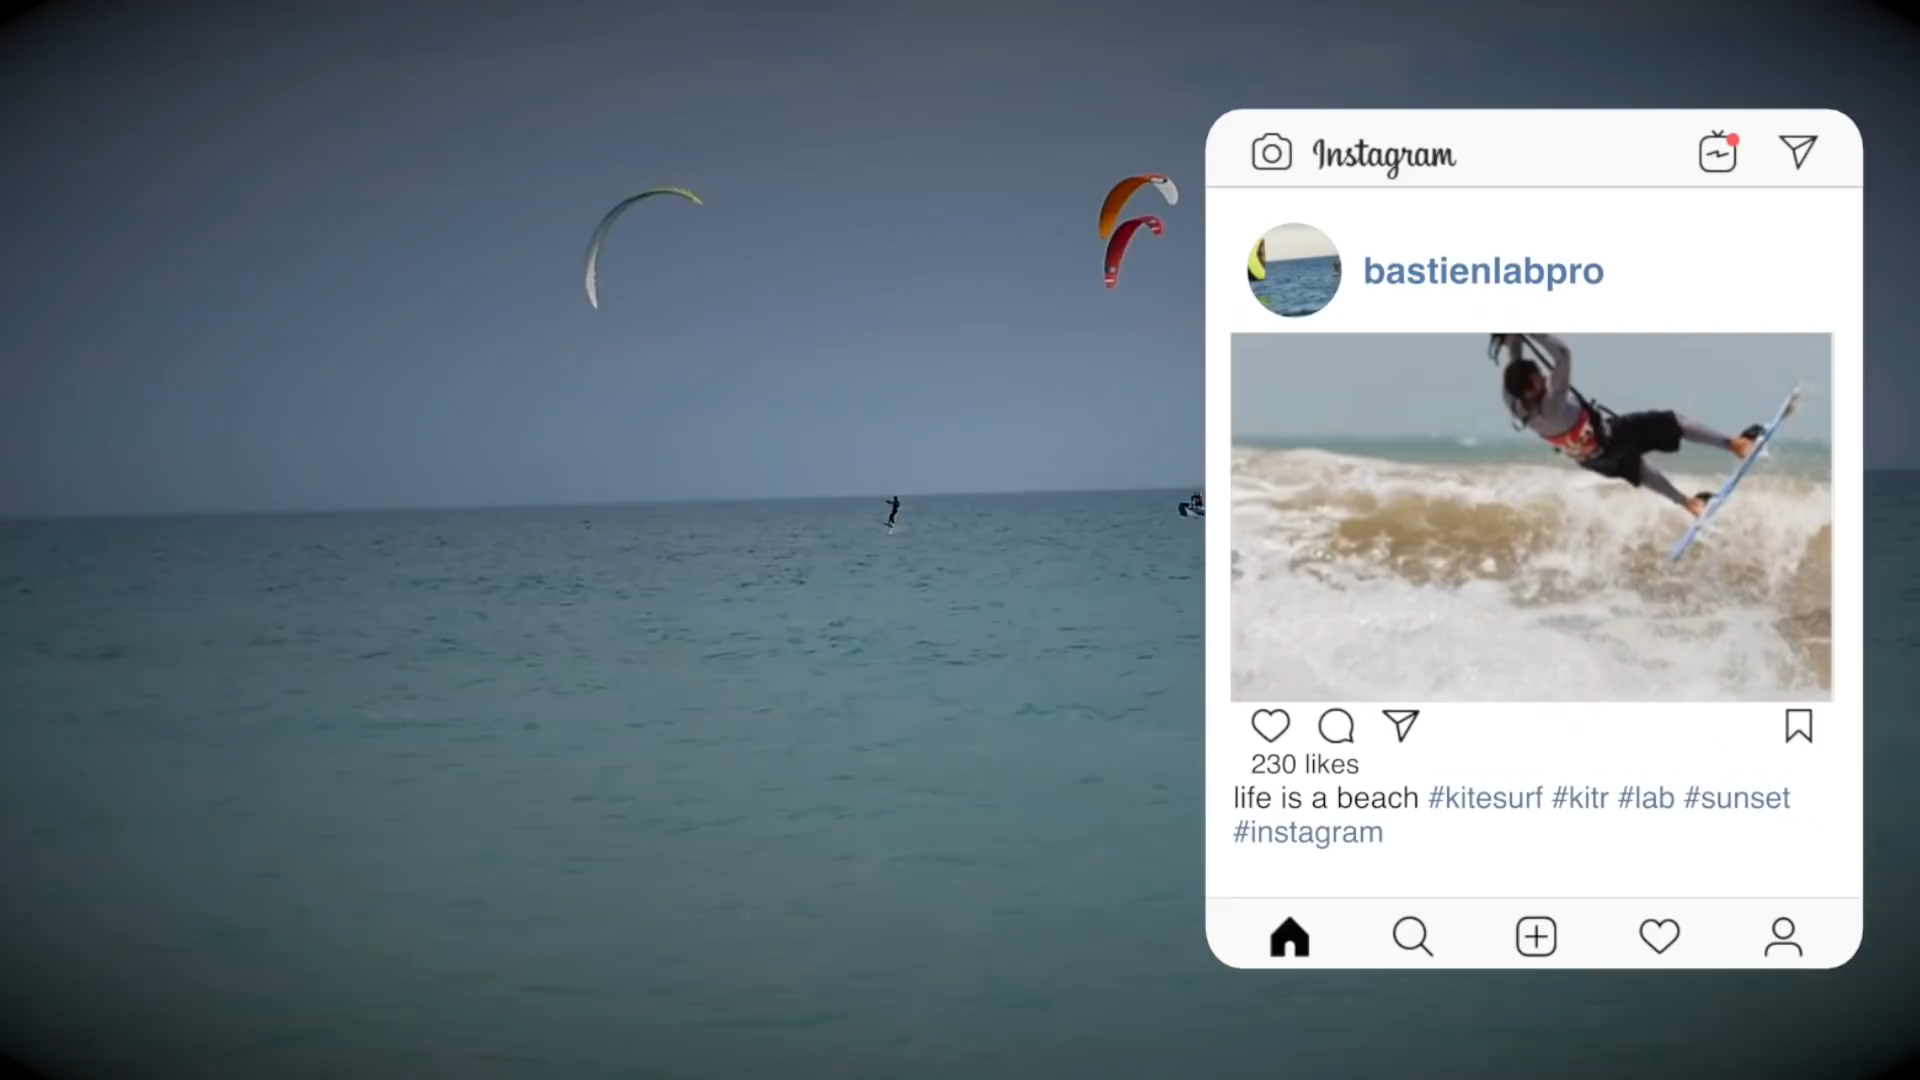 Instagram
bastienlabpro
230 likes
life is a beach #kitesurf #kitr #lab #sunset
#instagram